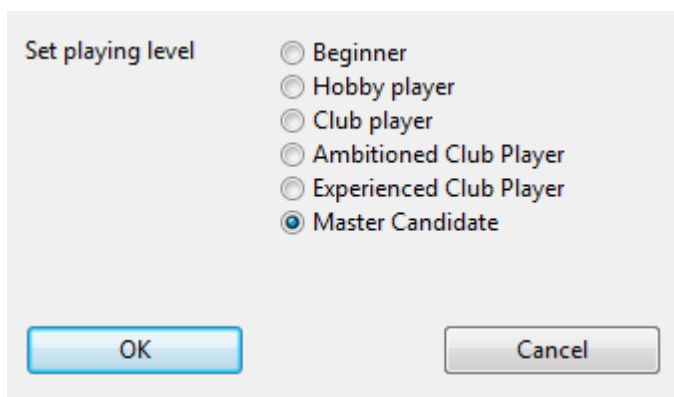 Set playing level
Beginner
Hobby player
Club player
Ambitioned Club Player
Experienced Club Player
Master Candidate
OK
Cancel